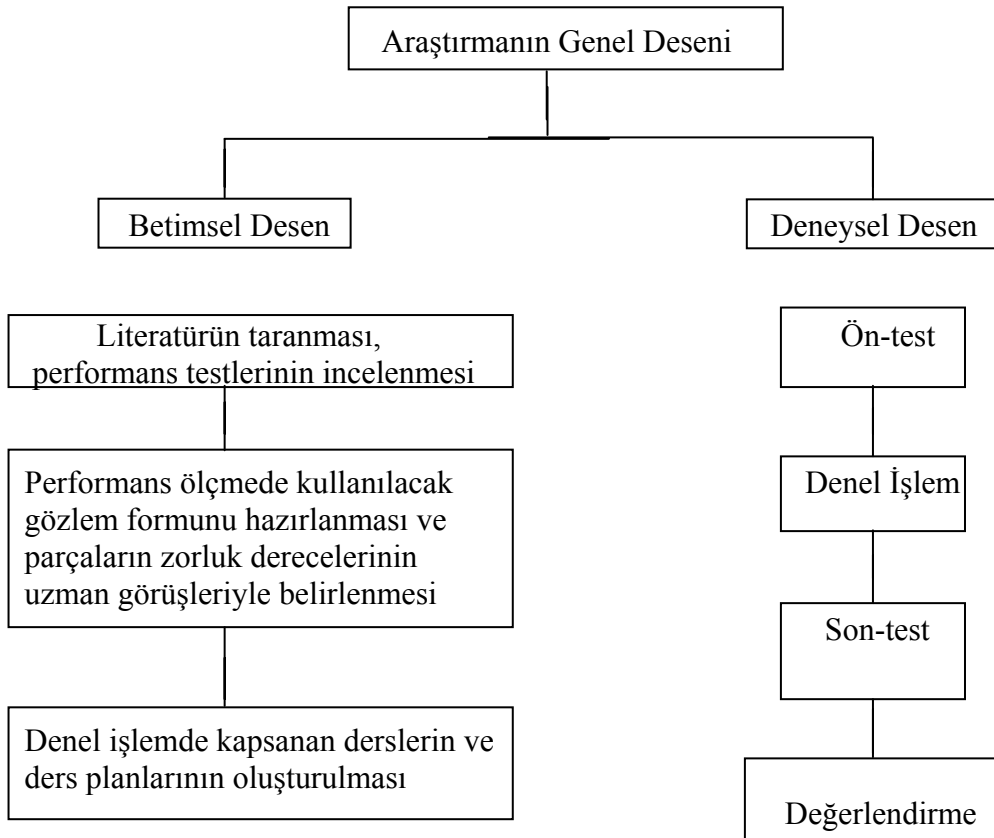 Araştırmanın Genel Deseni
Betimsel Desen
Deneysel Desen
Literatürün taranması,
performans testlerinin incelenmesi
Performans ölçmede kullanılacak
gözlem formunu hazırlanması ve
parçaların zorluk derecelerinin
uzman görüşleriyle belirlenmesi
Denel işlemde kapsanan derslerin ve
ders planlarının oluşturulması
Ön-test
Denel İşlem
Son-test
Değerlendirme